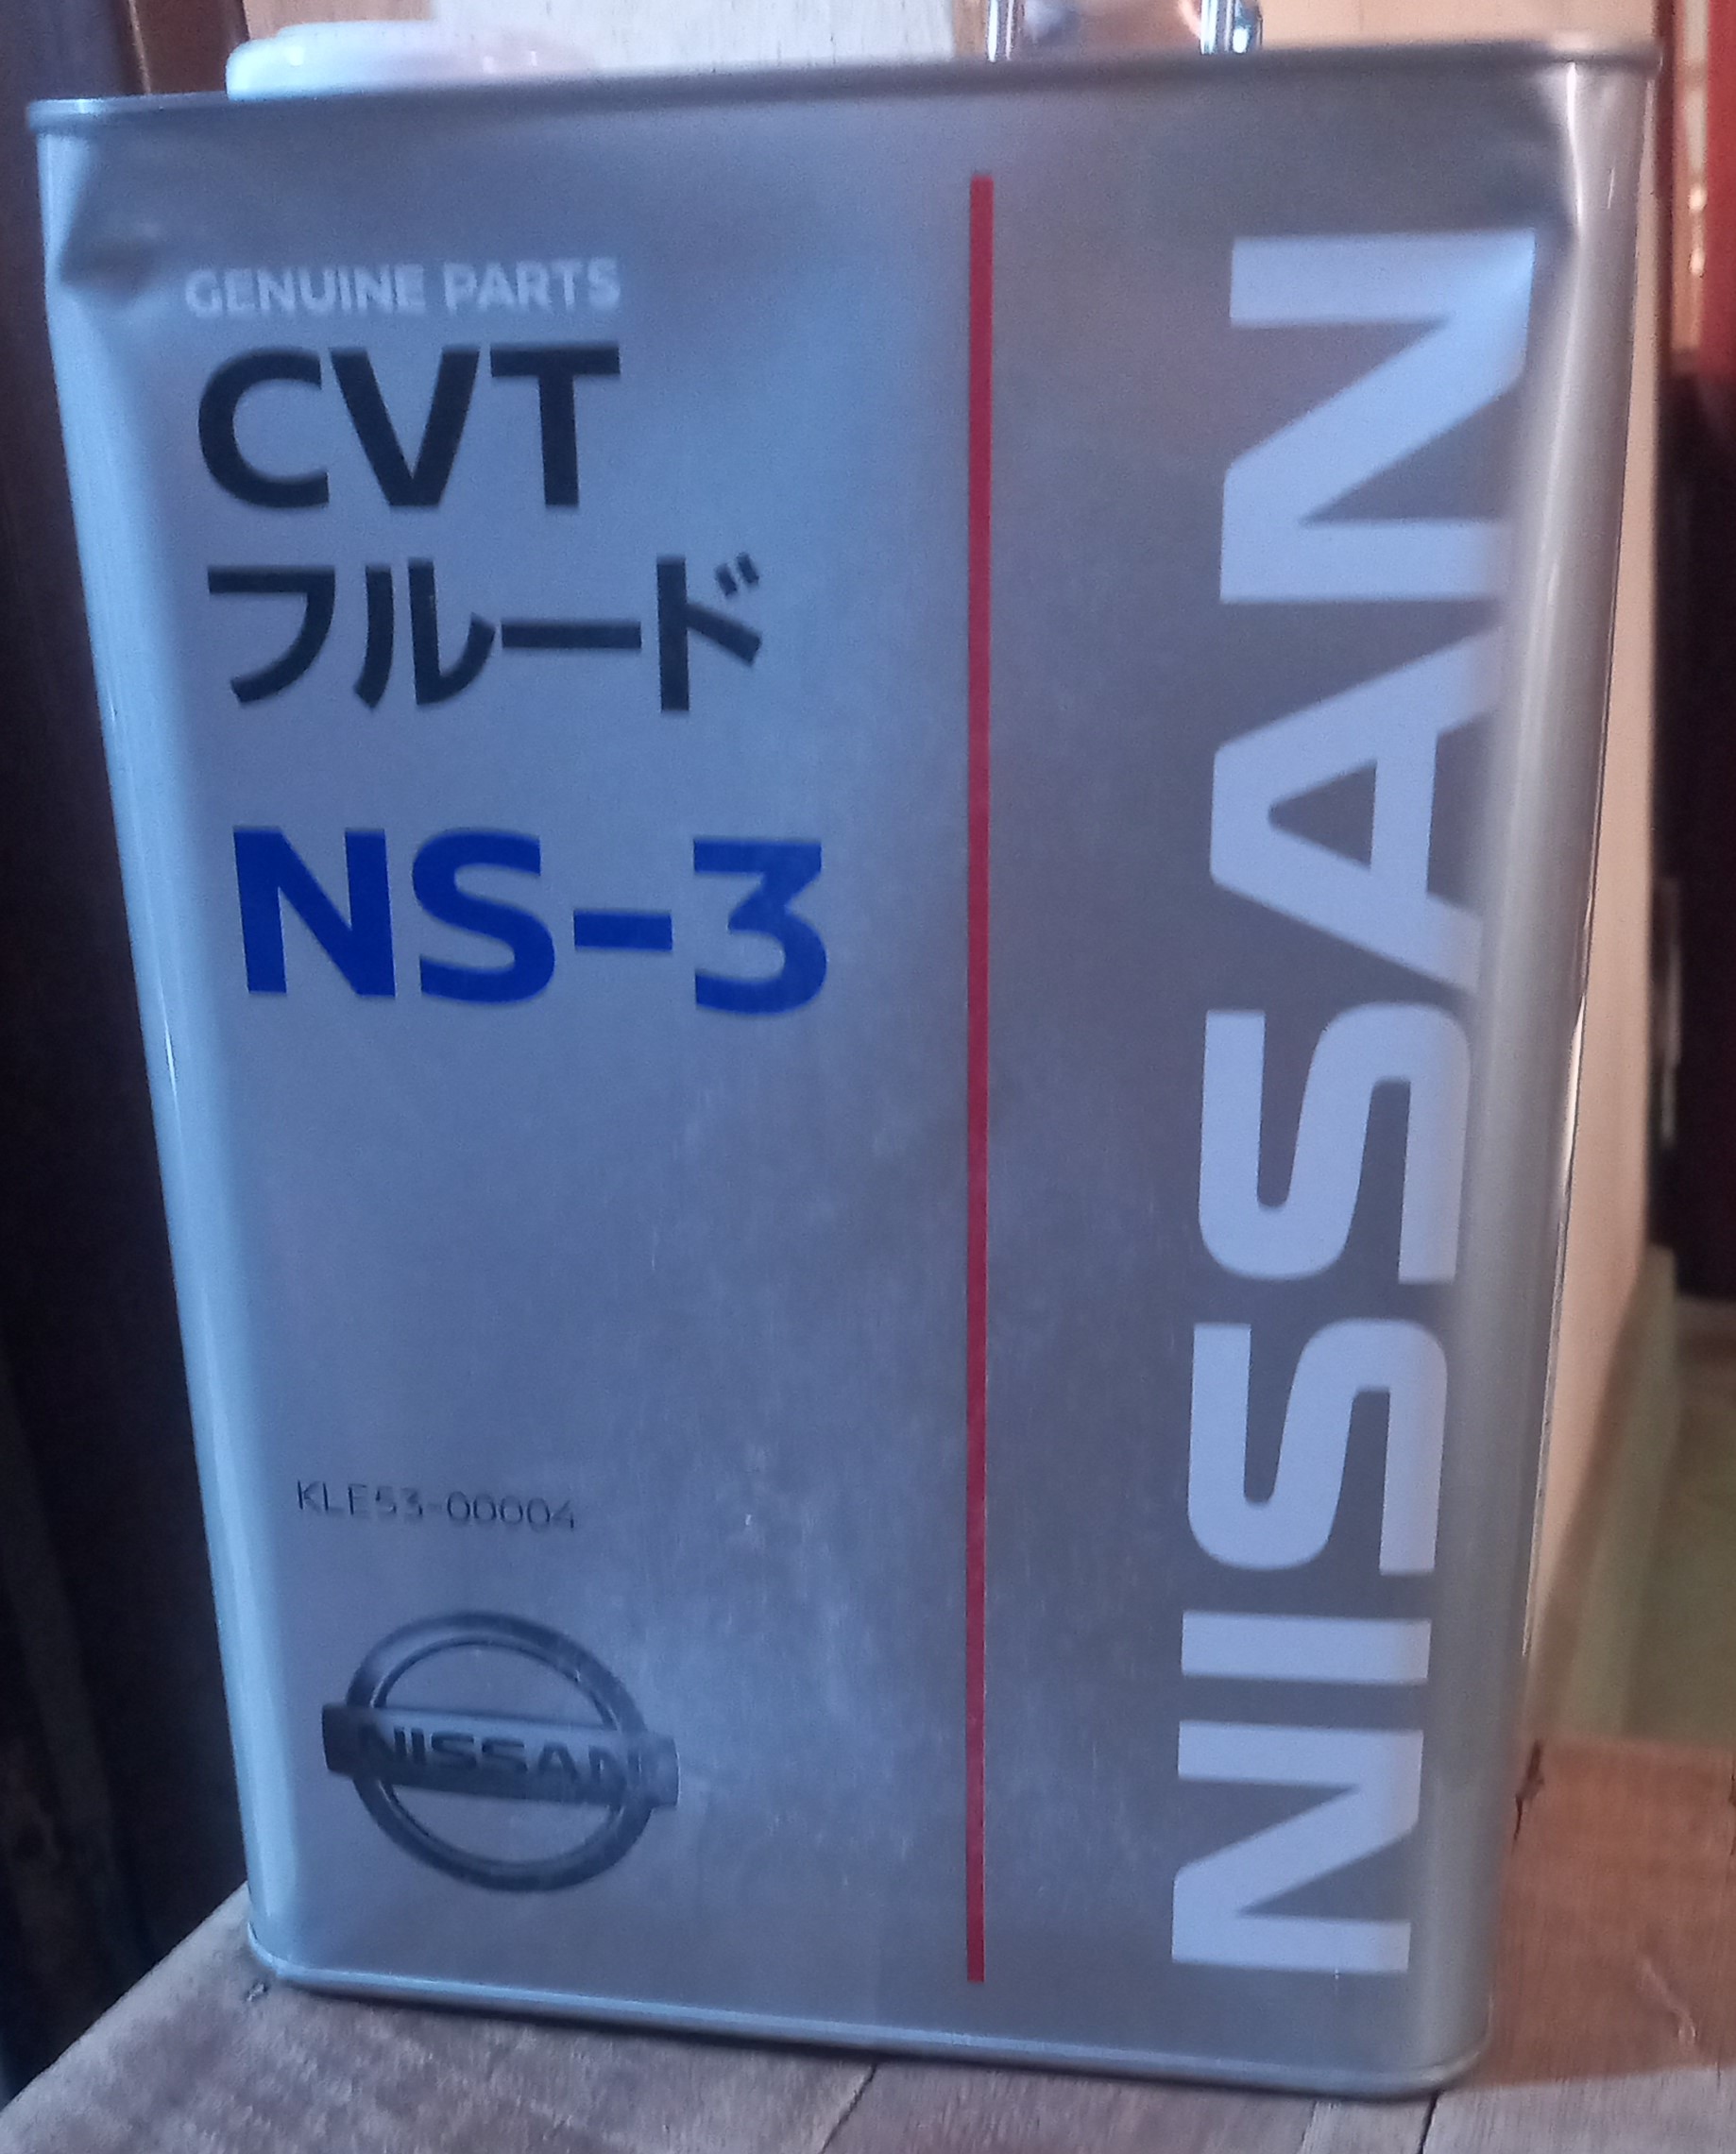 GENUINE PARTS
CVT
フルード
NS-3
KLE53-00004
NISSAN
NISSAN